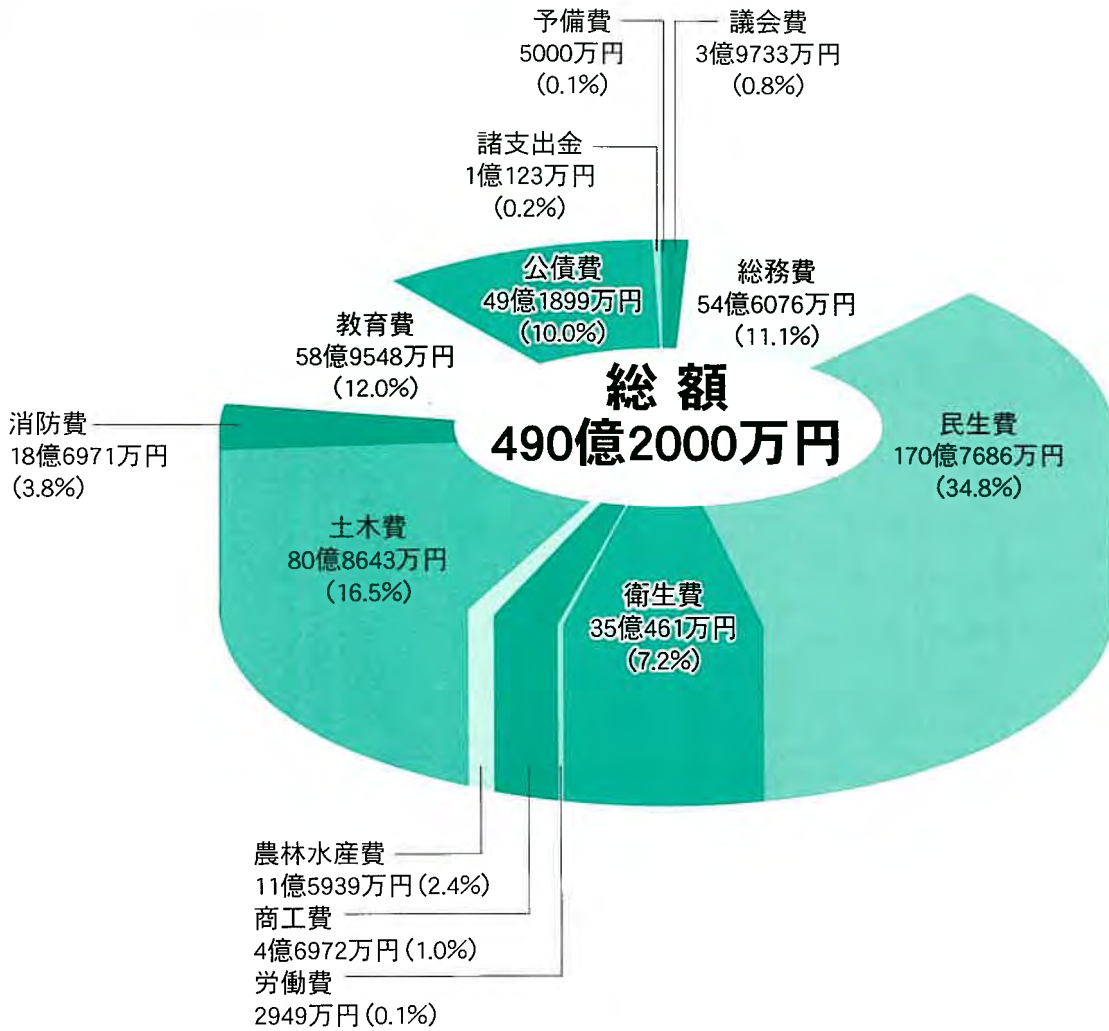 予備費
5000万円
(0.1%)
議会費
3億9733万円
(0.8%)
諸支出金
1億123万円
(0.2%)
公債費
49億1899万円
(10.0%)
総務費
54億6076万円
(11.1%)
教育費
58億9548万円
(12.0%)
総額
490億2000万円
消防費
18億6971万円
(3.8%)
民生費
170億7686万円
(34.8%)
土木費
80億8643万円
(16.5%)
衛生費
35億461万円
(7.2%)
農林水産費
11億5939万円(2.4%)
商工費
4億6972万円(1.0%)
労働費
2949万円(0.1%)